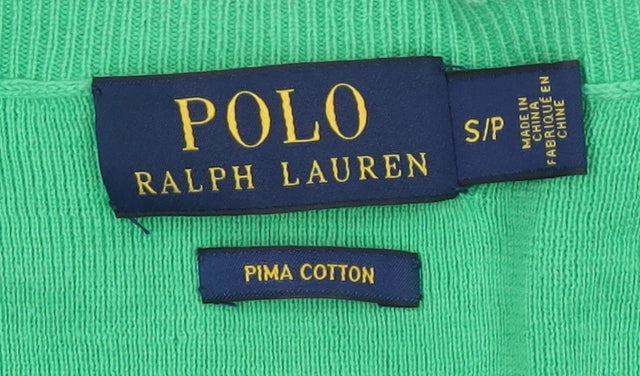 POLO
RALPH LAUREN
S/P
MADE IN
CHINA
FABRIQUÉ EN
CHINE
PIMA COTTON